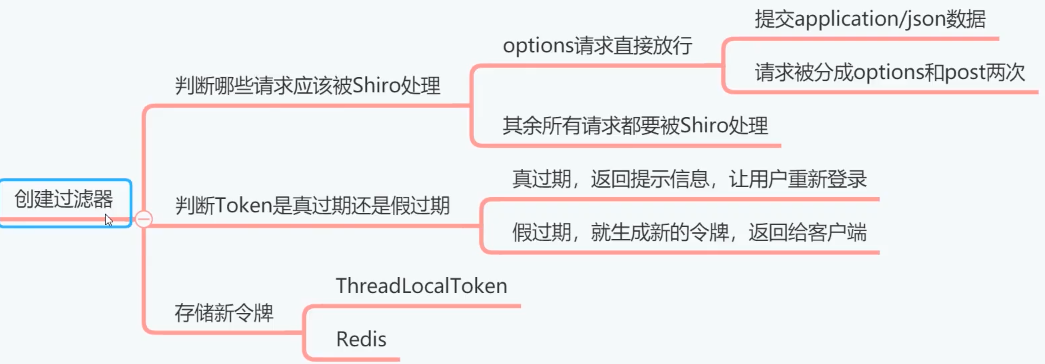 创建过滤器
判断哪些请求应该被Shiro处理
options请求直接放行
提交application/json数据
请求被分成options和post两次
其余所有请求都要被Shiro处理
判断Token是真过期还是假过期
真过期，返回提示信息，让用户重新登录
假过期，就生成新的令牌，返回给客户端
存储新令牌
ThreadLocalToken
Redis